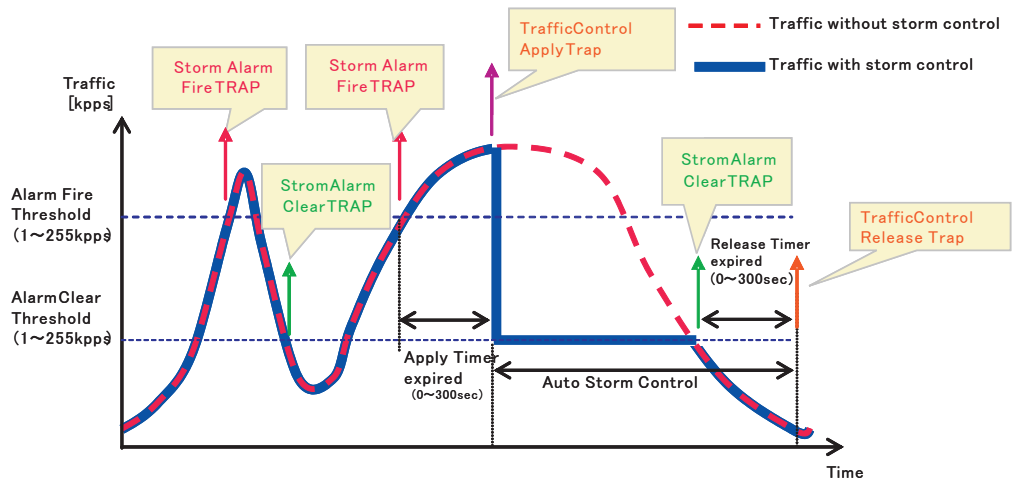 TrafficControl
ApplyTrap
Traffic without storm control
Traffic with storm control
Storm Alarm
FireTRAP
Storm Alarm
FireTRAP
Traffic
[kpps]
StromAlarm
ClearTRAP
StromAlarm
ClearTRAP
Alarm Fire
Threshold
(1～255kpps)
TrafficControl
Release Trap
Release Timer
expired
(0～300sec)
AlarmClear
Threshold
(1～255kpps)
Apply Timer
expired
(0～300sec)
Auto Storm Control
Time